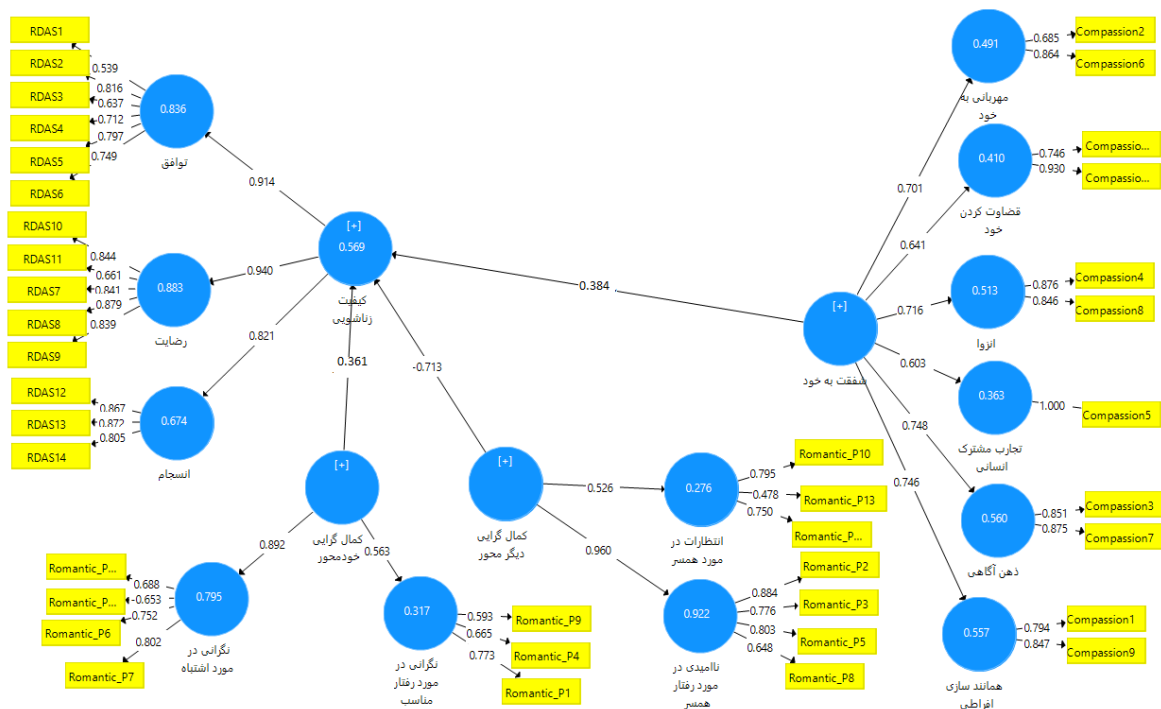 RDAS1
RDAS2
RDAS3
RDAS4
RDAS5
RDAS6
0.539
0.816
0.637
0.712
0.797
0.749
0.836
توافق
0.914
RDAS10
RDAS11
RDAS7
RDAS8
RDAS9
0.844
0.661
0.841
0.879
0.839
0.883
رضایت
0.940
RDAS12
RDAS13
RDAS14
0.867
0.872
0.805
0.674
انسجام
0.821
[+]
0.569
کیفیت
زناشویی
0.384
0.361
-0.713
[+]
کمال گرایی
خودمحور
0.892
0.563
Romantic_P...
Romantic_P...
Romantic_P6
Romantic_P7
0.688
-0.653
0.752
0.802
0.795
نگرانی در
مورد اشتباه
0.317
نگرانی در
مورد رفتار
مناسب
0.593
0.665
0.773
Romantic_P9
Romantic_P4
Romantic_P1
[+]
کمال گرایی
دیگر محور
0.526
0.960
0.276
انتظارات در
مورد همسر
0.795
0.478
0.750
Romantic_P10
Romantic_P13
Romantic_P...
0.922
ناامیدی در
مورد رفتار
همسر
0.884
0.776
0.803
0.648
Romantic_P2
Romantic_P3
Romantic_P5
Romantic_P8
[+]
شفقت به خود
0.701
0.641
0.716
0.603
0.748
0.746
0.491
مهربانی به
خود
0.685
0.864
Compassion2
Compassion6
0.410
قضاوت کردن
خود
0.746
0.930
Compassio...
Compassio...
0.513
انزوا
0.876
0.846
Compassion4
Compassion8
0.363
تجارب مشترک
انسانی
1.000
Compassion5
0.560
ذهن آگاهی
0.851
0.875
Compassion3
Compassion7
0.557
همانند سازی
افراطی
0.794
0.847
Compassion1
Compassion9